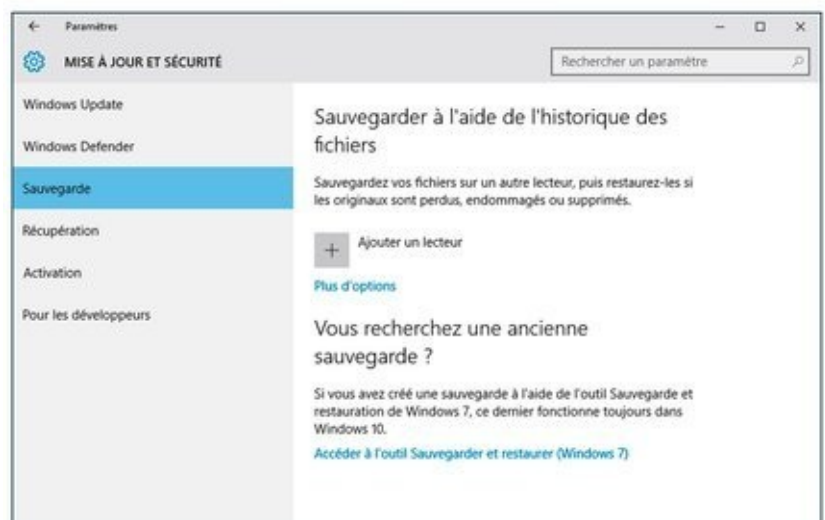 Paramètres
MISE À JOUR ET SÉCURITÉ
Rechercher un paramètre
Windows Update
Windows Defender
Sauvegarde
Récupération
Activation
Pour les développeurs
Sauvegarder à l'aide de l'historique des
fichiers
Sauvegardez vos fichiers sur un autre lecteur, puis restaurez-les si
les originaux sont perdus, endommagés ou supprimés.
Ajouter un lecteur
Plus d'options
Vous recherchez une ancienne
sauvegarde ?
Si vous avez créé une sauvegarde à l'aide de l'outil Sauvegarde et
restauration de Windows 7, ce dernier fonctionne toujours dans
Windows 10.
Accéder à l'outil Sauvegarder et restaurer (Windows 7)